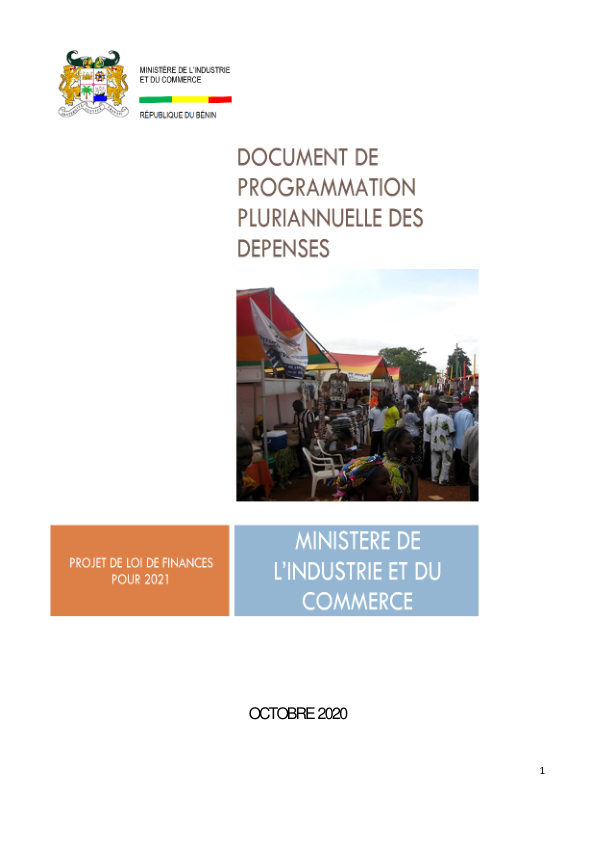 MINISTÈRE DE L'INDUSTRIE
ET DU COMMERCE
RÉPUBLIQUE DU BÉNIN
DOCUMENT DE
PROGRAMMATION
PLURIANNUELLE DES
DEPENSES
PROJET DE LOI DE FINANCES
POUR 2021
MINISTERE DE
L'INDUSTRIE ET DU
COMMERCE
OCTOBRE 2020
1